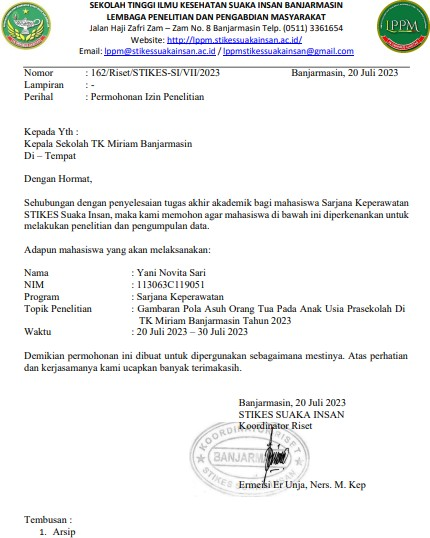 SEKOLAH TINGGI ILMU KESEHATAN SUAKA INSAN BANJARMASIN
LEMBAGA PENELITIAN DAN PENGABDIAN MASYARAKAT
Jalan Haji Zafri Zam – Zam No. 8 Banjarmasin Telp. (0511) 3361654
Website: http://lppm.stikessuakainsan.ac.id/
Email: lppm@stikessuakainsan.ac.id / lppmstikessuakainsan@gmail.com
LPPM
Nomor : 162/Riset/STIKES-SI/VII/2023 Banjarmasin, 20 Juli 2023
Lampiran : -
Perihal : Permohonan Izin Penelitian
Kepada Yth :
Kepala Sekolah TK Miriam Banjarmasin
Di – Tempat
Dengan Hormat,
Sehubungan dengan penyelesaian tugas akhir akademik bagi mahasiswa Sarjana Keperawatan
STIKES Suaka Insan, maka kami memohon agar mahasiswa di bawah ini diperkenankan untuk
melakukan penelitian dan pengumpulan data.
Adapun mahasiswa yang akan melaksanakan:
Nama : Yani Novita Sari
NIM : 113063C119051
Program : Sarjana Keperawatan
Topik Penelitian : Gambaran Pola Asuh Orang Tua Pada Anak Usia Prasekolah Di
TK Miriam Banjarmasin Tahun 2023
Waktu : 20 Juli 2023 – 30 Juli 2023
Demikian permohonan ini dibuat untuk dipergunakan sebagaimana mestinya. Atas perhatian
dan kerjasamanya kami ucapkan banyak terimakasih.
Banjarmasin, 20 Juli 2023
STIKES SUAKA INSAN
Koordinator Riset
KOORDINATOR RISET
BANJARM
STIKES
Ermeisi Er Unja, Ners. M. Kep
Tembusan :
1. Arsip